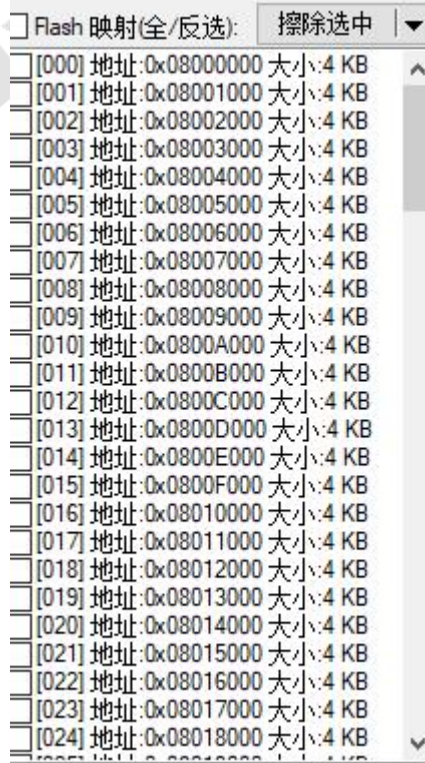 Flash 映射(全/反选): 擦除选中
[000] 地址:0x08000000 大小:4 KB
[001] 地址:0x08001000 大小:4 KB
[002] 地址:0x08002000 大小:4 KB
[003] 地址:0x08003000 大小:4 KB
[004] 地址:0x08004000 大小:4 KB
[005] 地址:0x08005000 大小:4 KB
[006] 地址:0x08006000 大小:4 KB
[007] 地址:0x08007000 大小:4 KB
[008] 地址:0x08008000 大小:4 KB
[009] 地址:0x08009000 大小:4 KB
[010] 地址:0x0800A000 大小:4 KB
[011] 地址:0x0800B000 大小:4 KB
[012] 地址:0x0800C000 大小:4 KB
[013] 地址:0x0800D000 大小:4 KB
[014] 地址:0x0800E000 大小:4 KB
[015] 地址:0x0800F000 大小:4 KB
[016] 地址:0x08010000 大小:4 KB
[017] 地址:0x08011000 大小:4 KB
[018] 地址:0x08012000 大小:4 KB
[019] 地址:0x08013000 大小:4 KB
[020] 地址:0x08014000 大小:4 KB
[021] 地址:0x08015000 大小:4 KB
[022] 地址:0x08016000 大小:4 KB
[023] 地址:0x08017000 大小:4 KB
[024] 地址:0x08018000 大小:4 KB